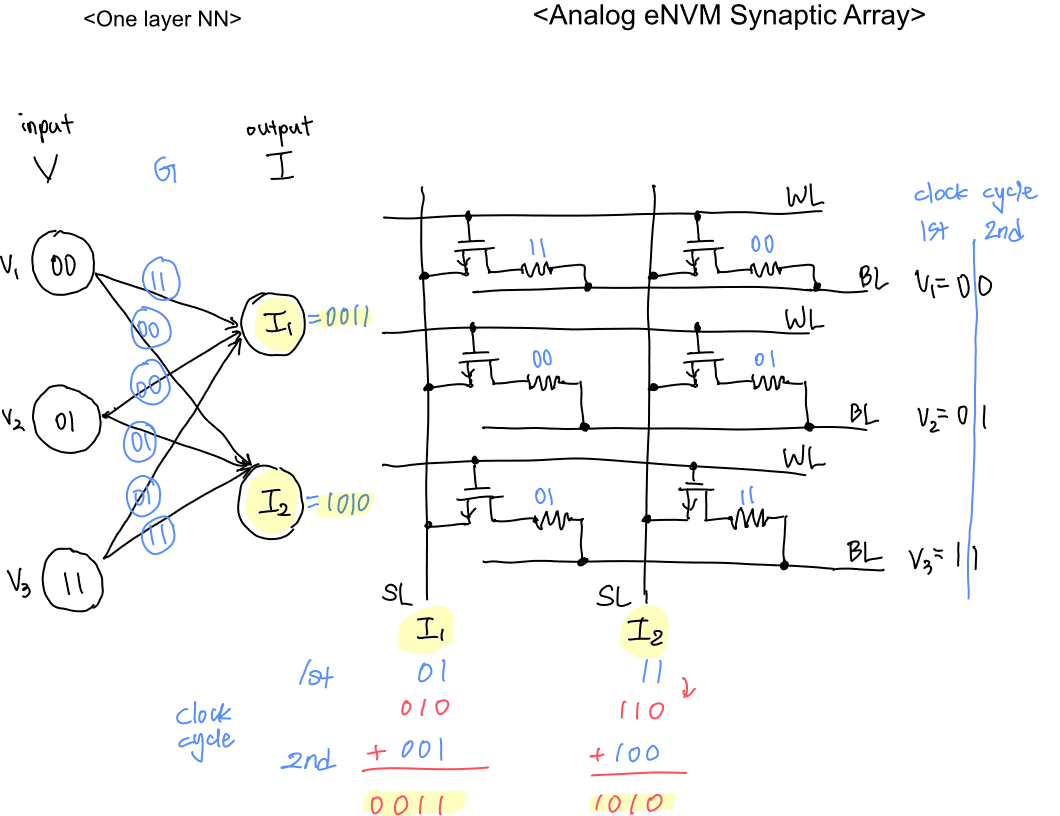 <One layer NN>
<Analog eNVM Synaptic Array>
input
V
G
output
I
V1 00
V2 01
V3 11
11
00
00
01
01
11
I1 =0011
I2 =1010
WL
11
00
BL
WL
00
01
BL
WL
01
11
BL
SL
SL
clock cycle
1st 2nd
V1= 0 0
V2= 0 1
V3= 1 1
I1
I2
1st 01 11
010 110
clock
cycle
2nd + 001 + 100
0011 1010